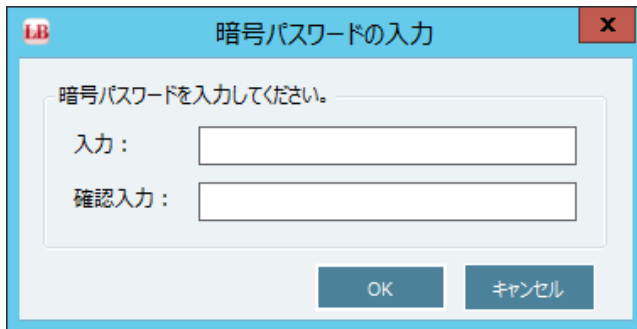 LB
暗号パスワードの入力
x
暗号パスワードを入力してください。
入力：
確認入力：
OK
キャンセル